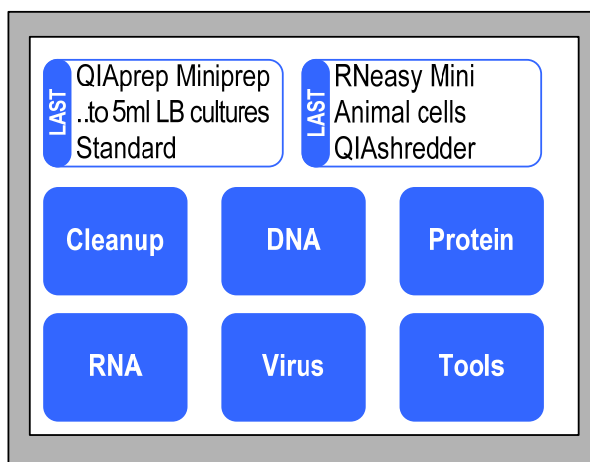 LAST
QIAprep Miniprep
..to 5ml LB cultures
Standard
LAST
RNeasy Mini
Animal cells
QIAshredder
Cleanup
DNA
Protein
RNA
Virus
Tools